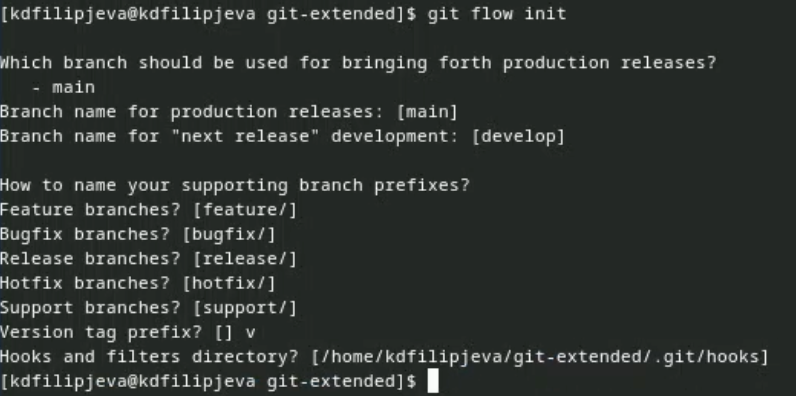 [kdfilipjeva@kdfilipjeva git-extended]$ git flow init
Which branch should be used for bringing forth production releases?
- main
Branch name for production releases: [main]
Branch name for "next release" development: [develop]
How to name your supporting branch prefixes?
Feature branches? [feature/]
Bugfix branches? [bugfix/]
Release branches? [release/]
Hotfix branches? [hotfix/]
Support branches? [support/]
Version tag prefix? [] v
Hooks and filters directory? [/home/kdfilipjeva/git-extended/.git/hooks]
[kdfilipjeva@kdfilipjeva git-extended]$